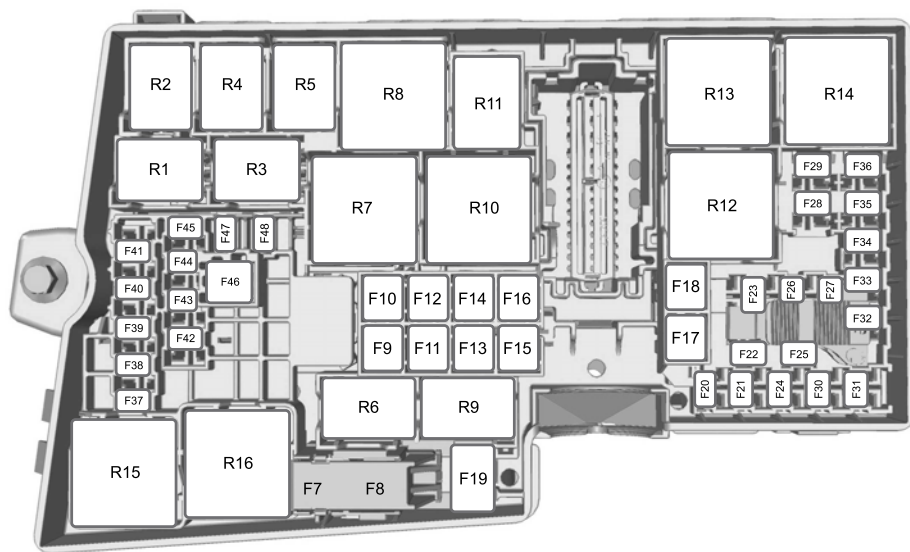 R2 R4 R5 R8 R11 R13 R14
R1 R3 R7 R10 R12 F29 F36
F28 F35
F45 F47 F48 F34
F41 F44 F46 F33
F40 F43 F10 F12 F14 F16 F18 F23 F26 F27
F39 F42 F9 F11 F13 F15 F17 F32
F38 F22 F25
F37 R6 R9 F20 F21 F24 F30 F31
R15 R16 F7 F8 F19